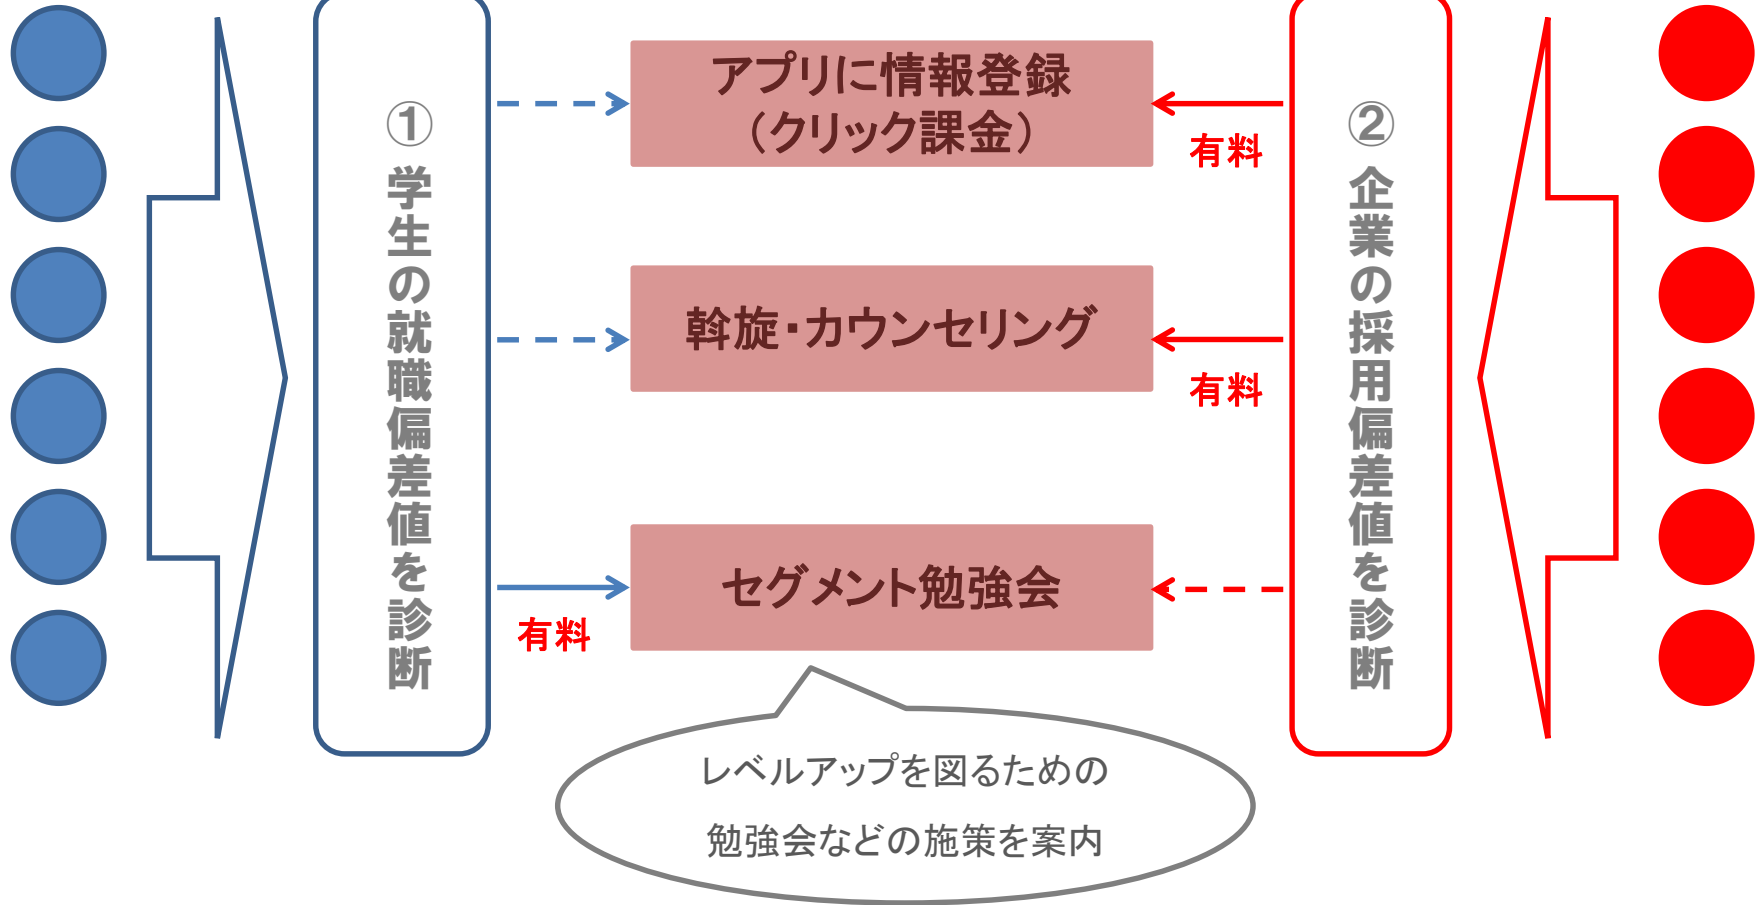 ① 学生の就職偏差値を診断
アプリに情報登録
（クリック課金）
有料
斡旋・カウンセリング
有料
セグメント勉強会
有料
② 企業の採用偏差値を診断
レベルアップを図るための
勉強会などの施策を案内